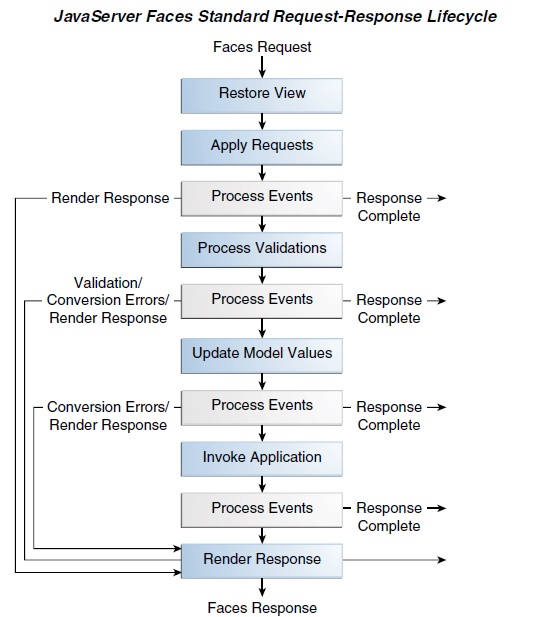 JavaServer Faces Standard Request-Response Lifecycle
Faces Request
Restore View
Apply Requests
Render Response
Process Events
Response
Complete
Process Validations
Validation/
Conversion Errors/
Render Response
Process Events
Response
Complete
Update Model Values
Conversion Errors/
Render Response
Process Events
Response
Complete
Invoke Application
Process Events
Response
Complete
Render Response
Faces Response